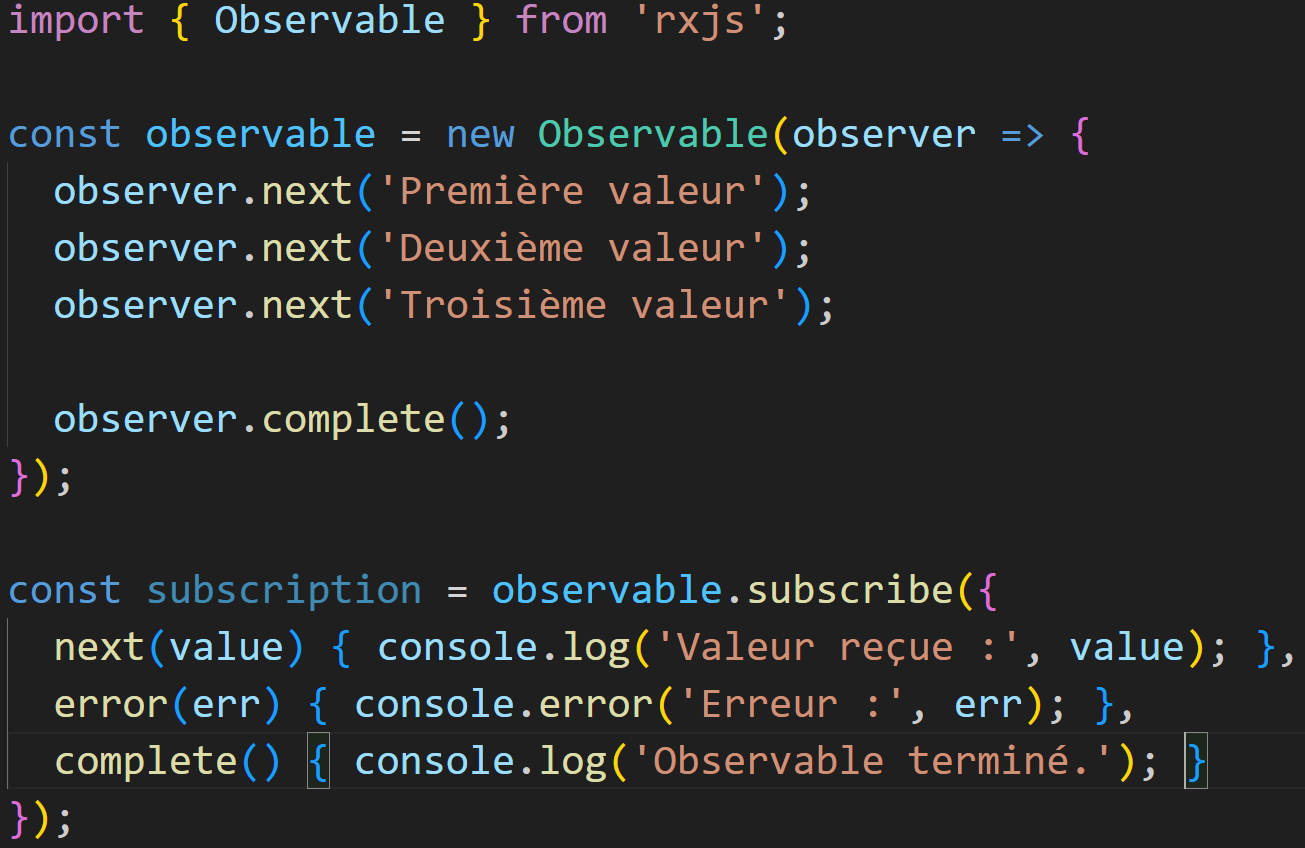 import { Observable } from 'rxjs';
const observable = new Observable(observer => {
observer.next('Première valeur');
observer.next('Deuxième valeur');
observer.next('Troisième valeur');
observer.complete();
});
const subscription = observable.subscribe({
next(value) { console.log('Valeur reçue :', value); },
error(err) { console.error('Erreur :', err); },
complete() { console.log('Observable terminé.'); }
});